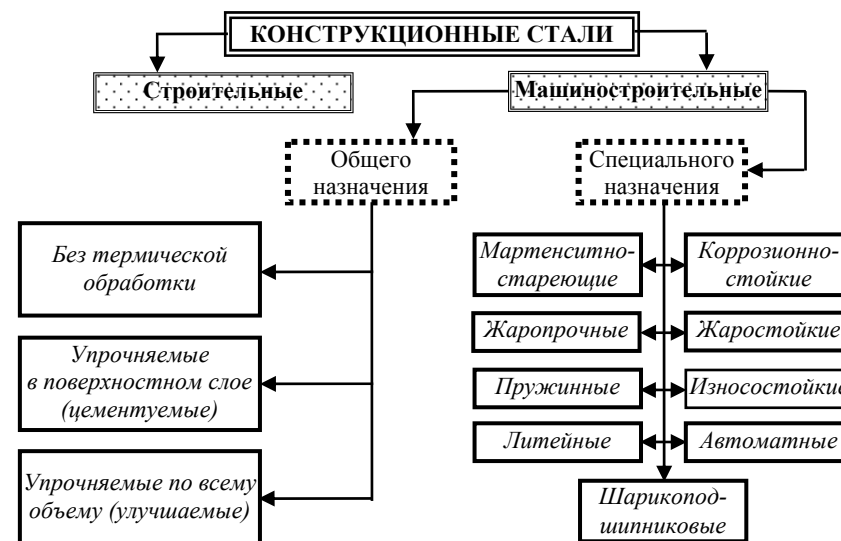 КОНСТРУКЦИОННЫЕ СТАЛИ
Строительные
Машиностроительные
Общего
назначения
Специального
назначения
Без термической
обработки
Упрочняемые
в поверхностном слое
(цементуемые)
Упрочняемые по всему
объему (улучшаемые)
Мартенситно-
стареющие
Коррозионно-
стойкие
Жаропрочные
Жаростойкие
Пружинные
Износостойкие
Литейные
Автоматные
Шарикопод-
шипниковые